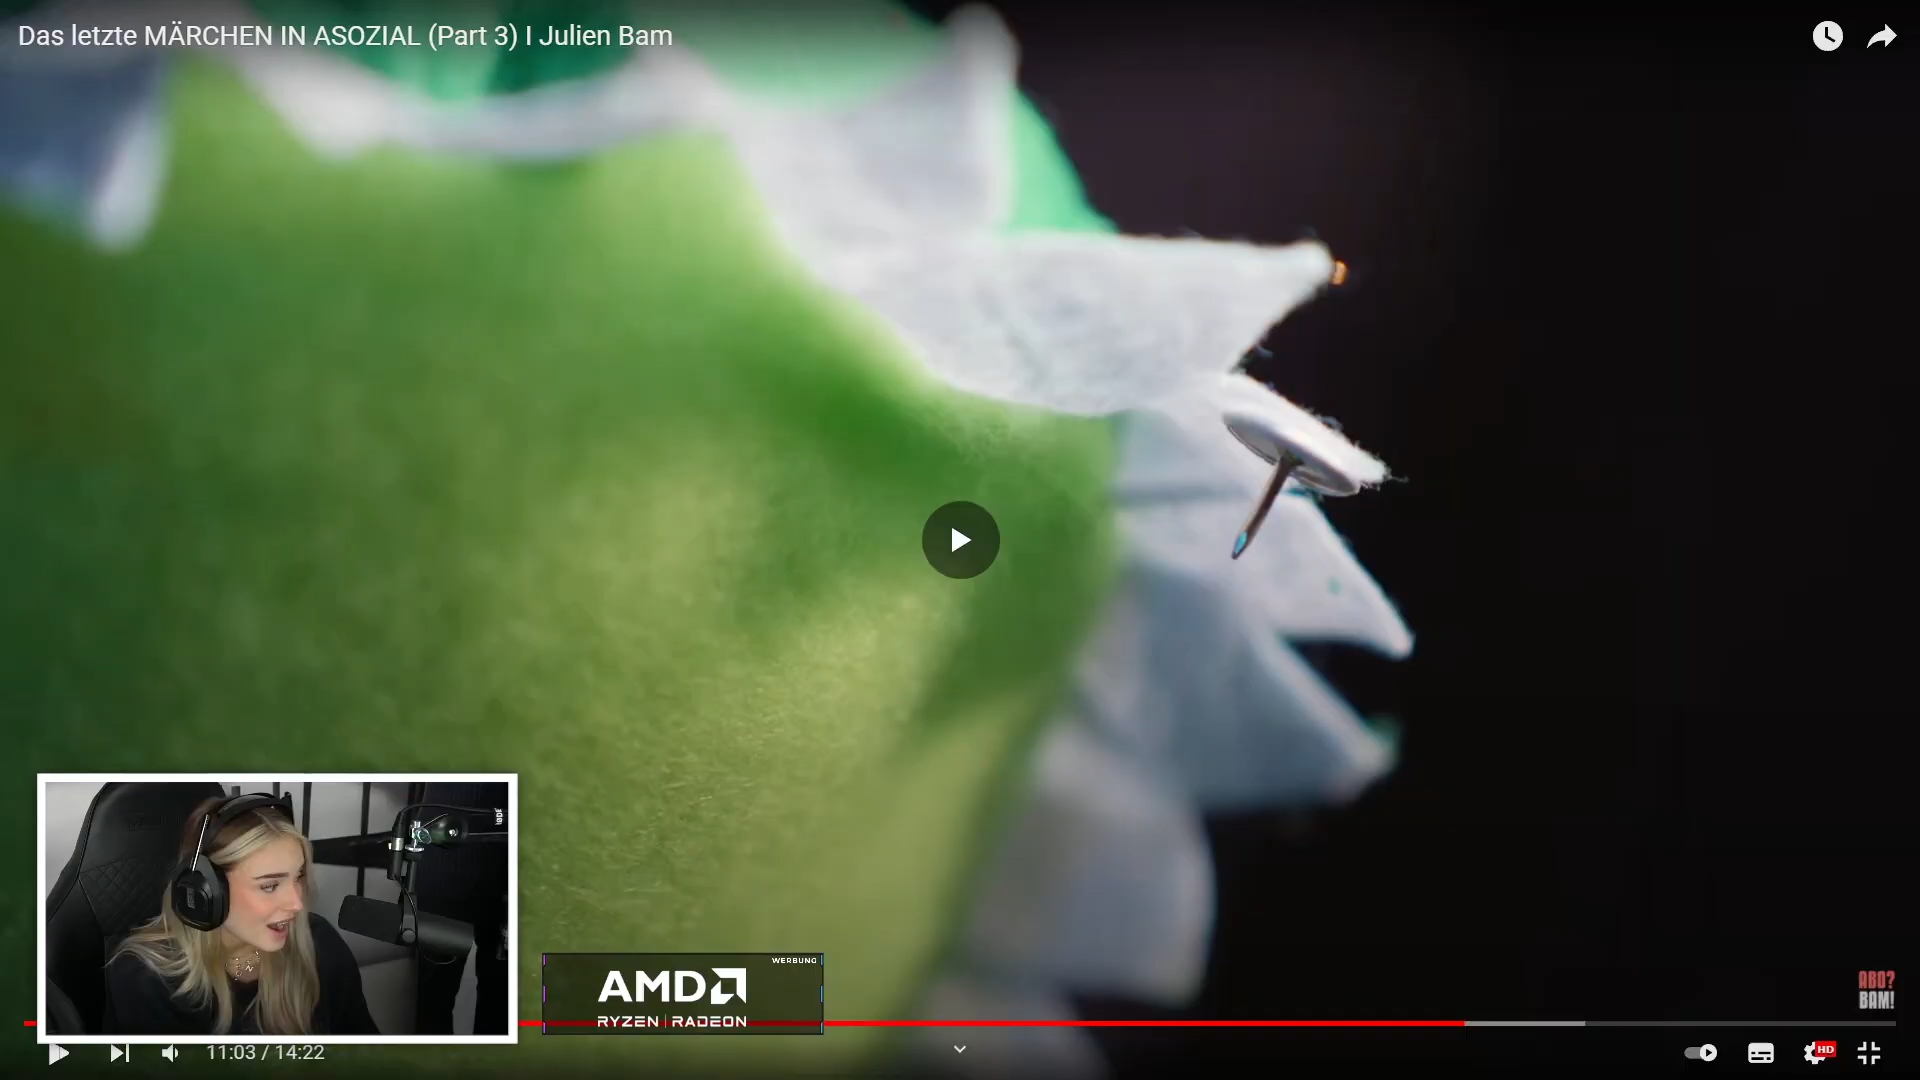 Das letzte MÄRCHEN IN ASOZIAL (Part 3) I Julien Bam
RØDE
WERBUNG
AMD
RYZEN | RADEON
ABO?
BAM!
11:03 / 14:22
HD